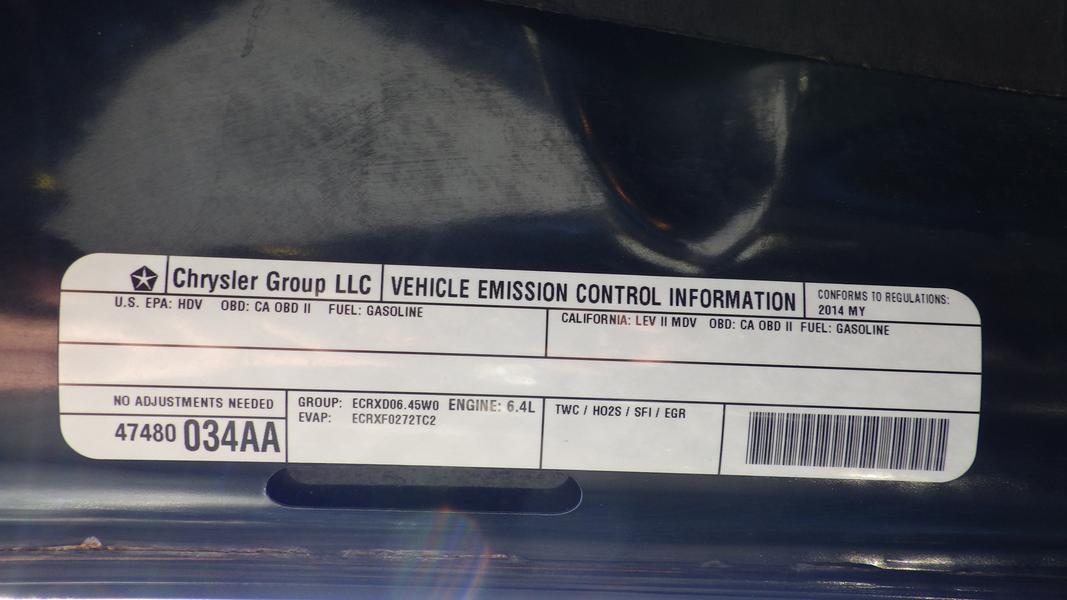 Chrysler Group LLC
VEHICLE EMISSION CONTROL INFORMATION
CONFORMS TO REGULATIONS:
2014 MY
U.S. EPA: HDV OBD: CA OBD II FUEL: GASOLINE
CALIFORNIA: LEV II MDV OBD: CA OBD II FUEL: GASOLINE
NO ADJUSTMENTS NEEDED
47480 034AA
GROUP: ECRXD06.45W0 ENGINE: 6.4L
EVAP: ECRXF0272TC2
TWC / HO2S / SFI / EGR